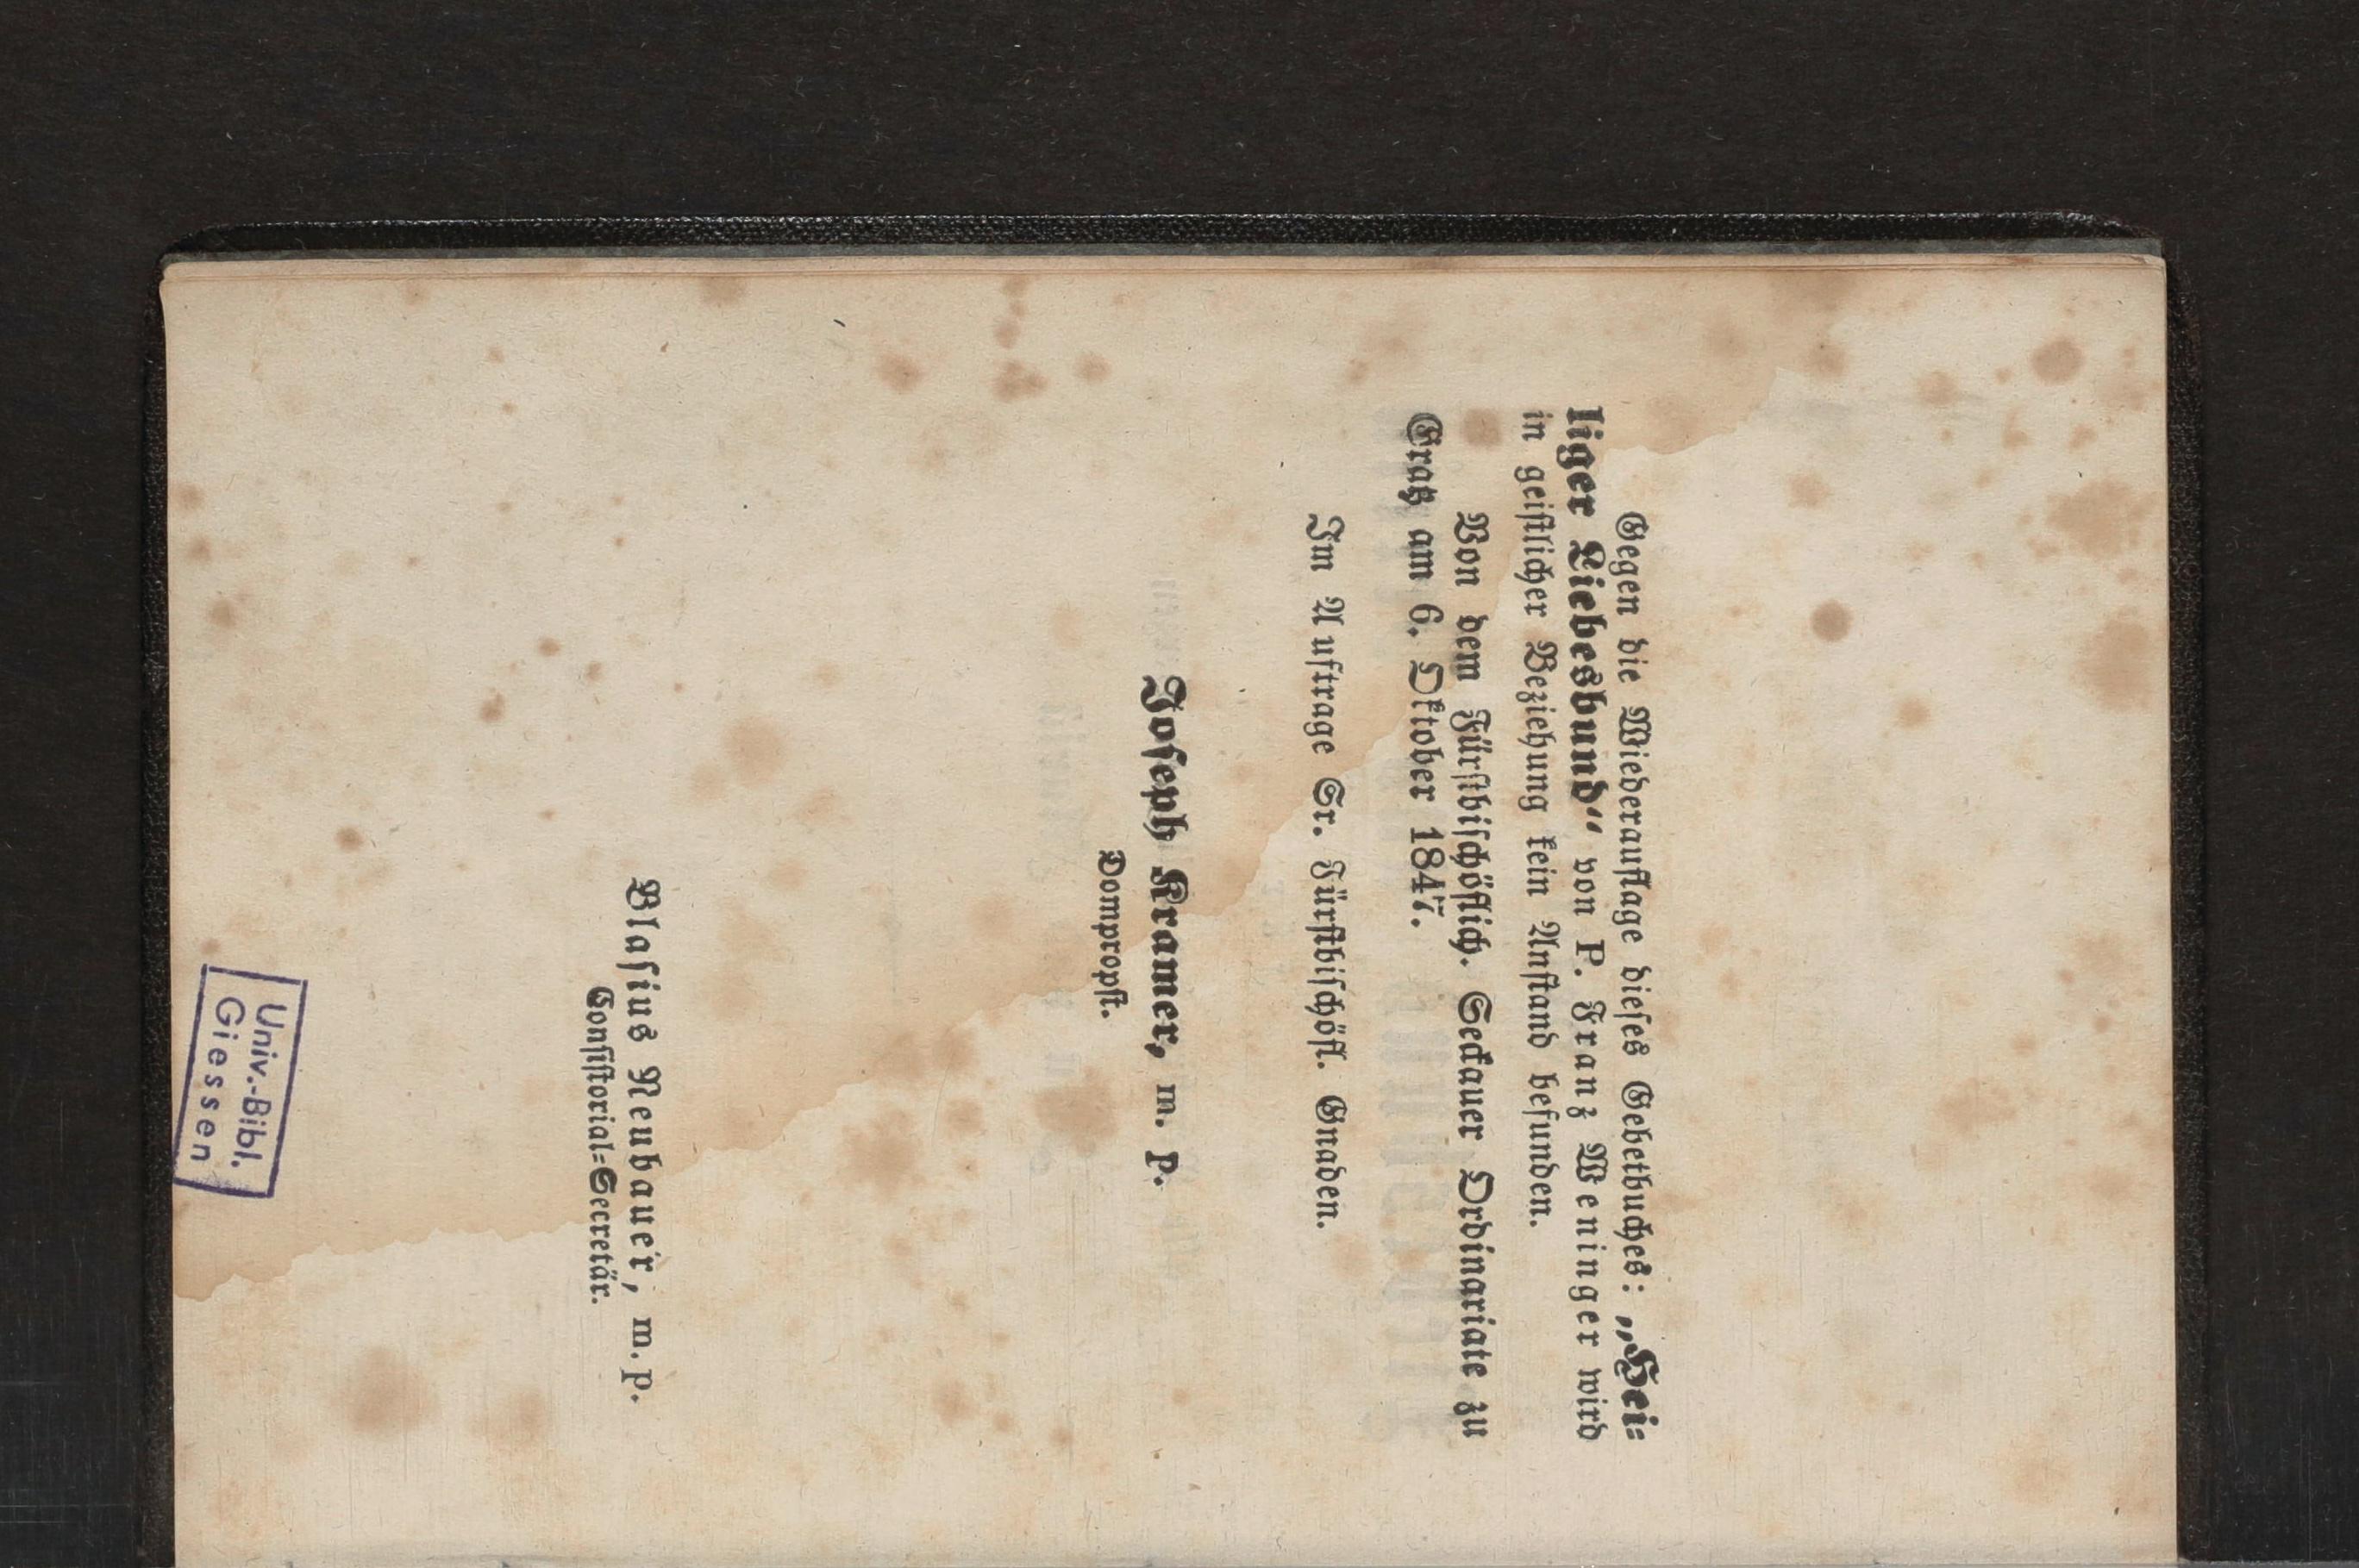 Gegen die Wiederauflage dieses Gebetbuches: „Hei=
liger Liebesbund“ von P. Franz Weninger wird
in geistlicher Beziehung kein Anstand befunden.
Von dem Fürstbischöflich. Seckauer Ordinariate zu
Gratz am 6. Oktober 1847.
Im Auftrage Sr. Fürstbischöfl. Gnaden.
Joseph Kramer, m. p.
Dompropst.
Blasius Neubauer, m. p.
Consistorial=Secretär.
Univ.-Bibl.
Giessen